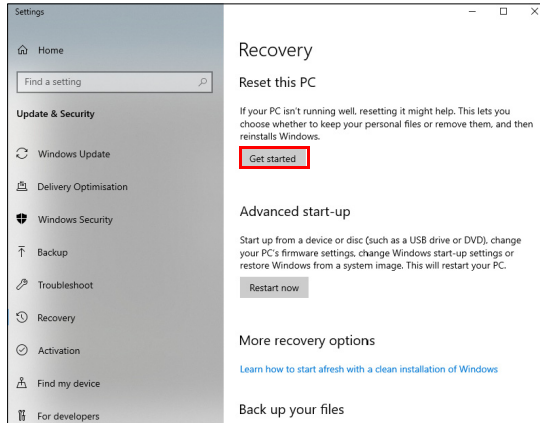 Settings
Home
Find a setting
Update & Security
Windows Update
Delivery Optimisation
Windows Security
Backup
Troubleshoot
Recovery
Activation
Find my device
For developers
Recovery
Reset this PC
If your PC isn't running well, resetting it might help. This lets you
choose whether to keep your personal files or remove them, and then
reinstalls Windows.
Get started
Advanced start-up
Start up from a device or disc (such as a USB drive or DVD), change
your PC's firmware settings, change Windows start-up settings or
restore Windows from a system image. This will restart your PC.
Restart now
More recovery options
Learn how to start afresh with a clean installation of Windows
Back up your files